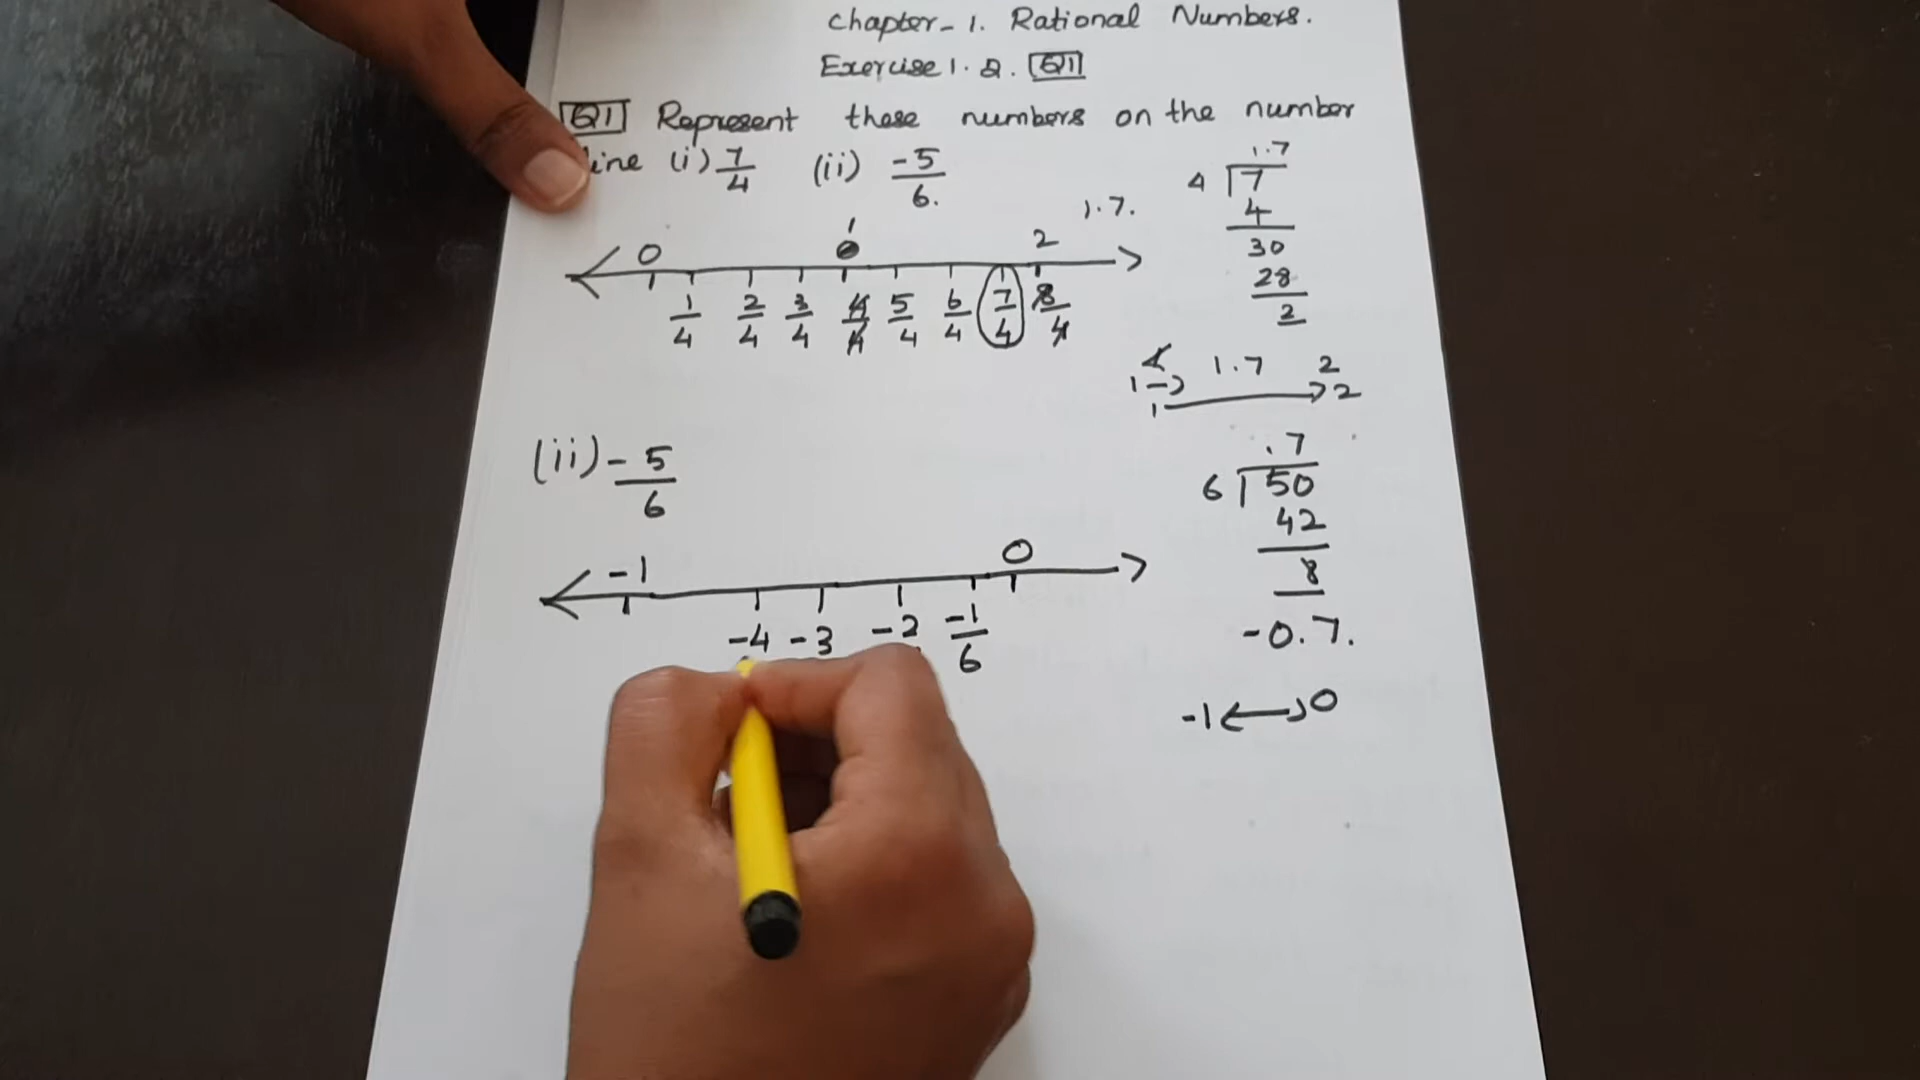 Chapter-1. Rational Numbers.
Exercise 1.2. Q1
Q1 Represent these numbers on the number
line (i) 7/4 (ii) -5/6.
1.7.
0 1 2
1/4 2/4 3/4 4/4 5/4 6/4 7/4 8/4
1.7
4 7
4
30
28
2
1.7 2
1 → 2
1 → 2
(ii) -5/6
.7
6 50
42
8
-0.7.
-1 ↔ 0
-1 0
-4 -3 -2 -1/6